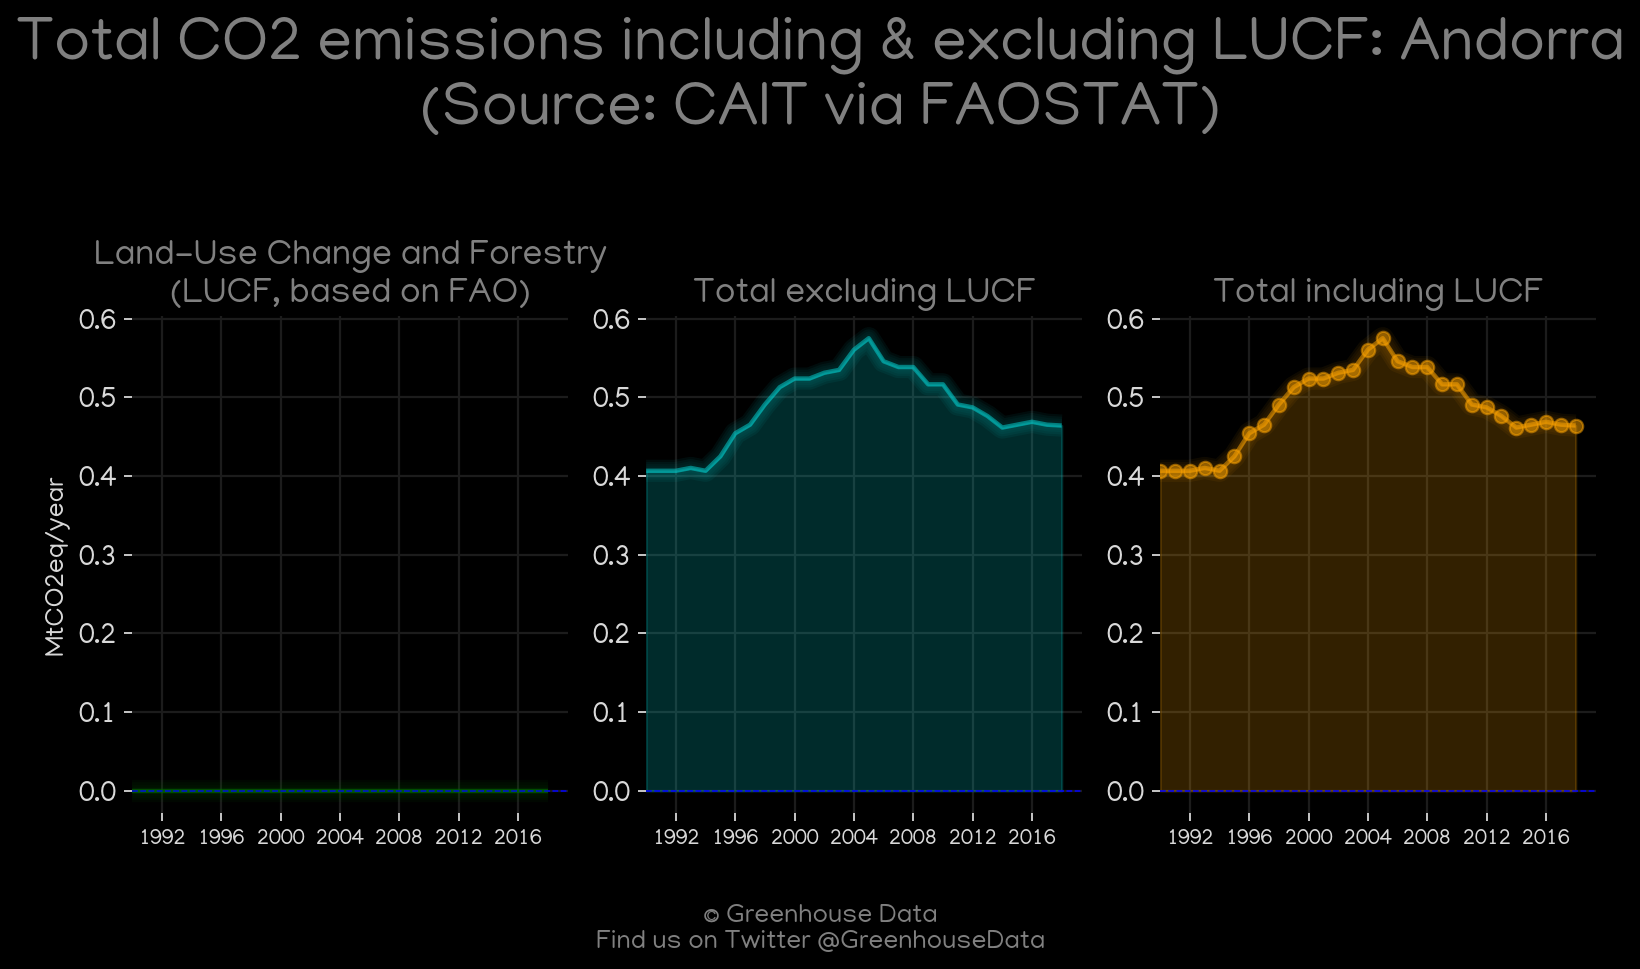 Total CO2 emissions including & excluding LUCF: Andorra
(Source: CAIT via FAOSTAT)
Land-Use Change and Forestry
(LUCF, based on FAO)
Total excluding LUCF
Total including LUCF
MtCO2eq/year
0.6
0.5
0.4
0.3
0.2
0.1
0.0
1992 1996 2000 2004 2008 2012 2016
0.6
0.5
0.4
0.3
0.2
0.1
0.0
1992 1996 2000 2004 2008 2012 2016
0.6
0.5
0.4
0.3
0.2
0.1
0.0
1992 1996 2000 2004 2008 2012 2016
© Greenhouse Data
Find us on Twitter @GreenhouseData